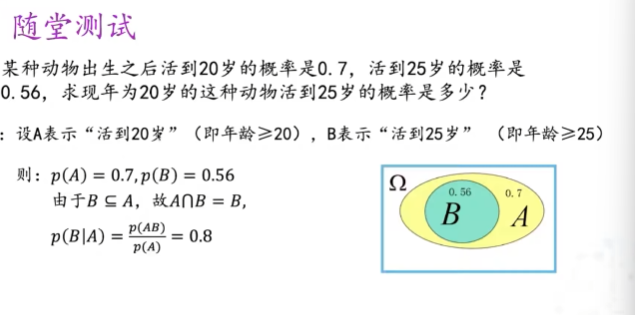 随堂测试
某种动物出生之后活到20岁的概率是0.7，活到25岁的概率是
0.56，求现年为20岁的这种动物活到25岁的概率是多少？
：设A表示“活到20岁”（即年龄≥20），B表示“活到25岁” （即年龄≥25）
则：p(A) = 0.7,p(B) = 0.56
由于B ⊆ A，故A∩B = B,
p(B|A) = p(AB)/p(A) = 0.8
Ω
0.56 0.7
B A